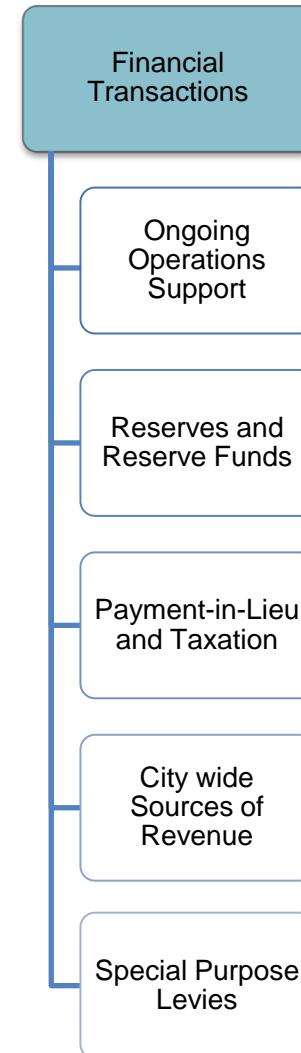 Financial
Transactions
Ongoing
Operations
Support
Reserves and
Reserve Funds
Payment-in-Lieu
and Taxation
City wide
Sources of
Revenue
Special Purpose
Levies